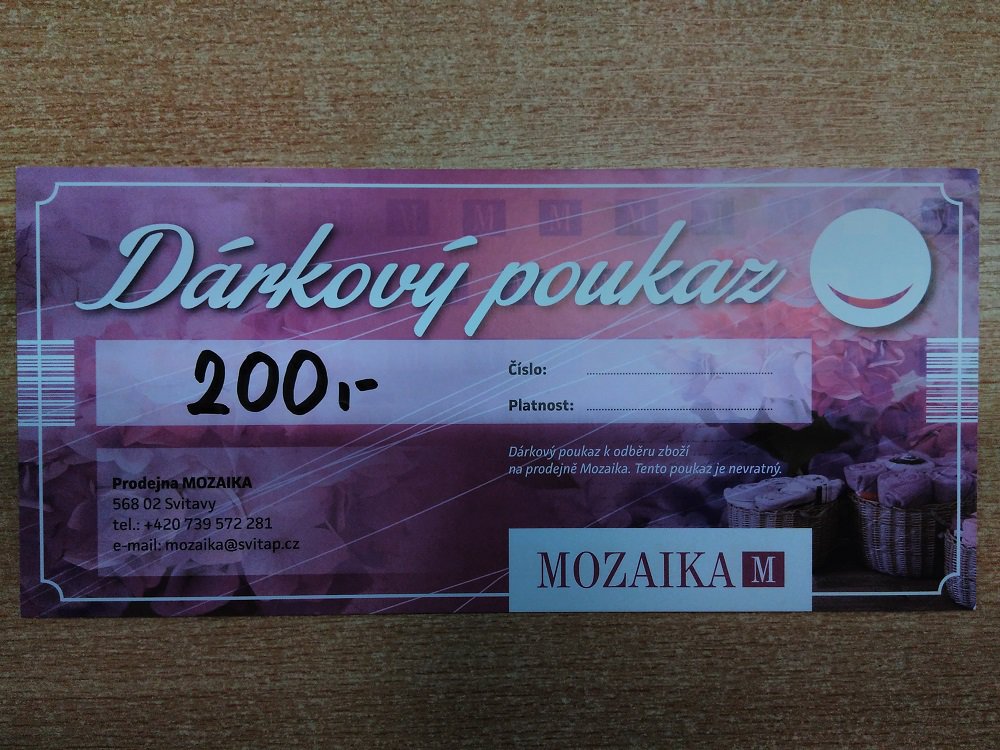 Dárkový poukaz
200,-
Číslo:
Platnost:
Dárkový poukaz k odběru zboží
na prodejně Mozaika. Tento poukaz je nevratný.
Prodejna MOZAIKA
568 02 Svitavy
tel.: +420 739 572 281
e-mail: mozaika@svitap.cz
MOZAIKA M